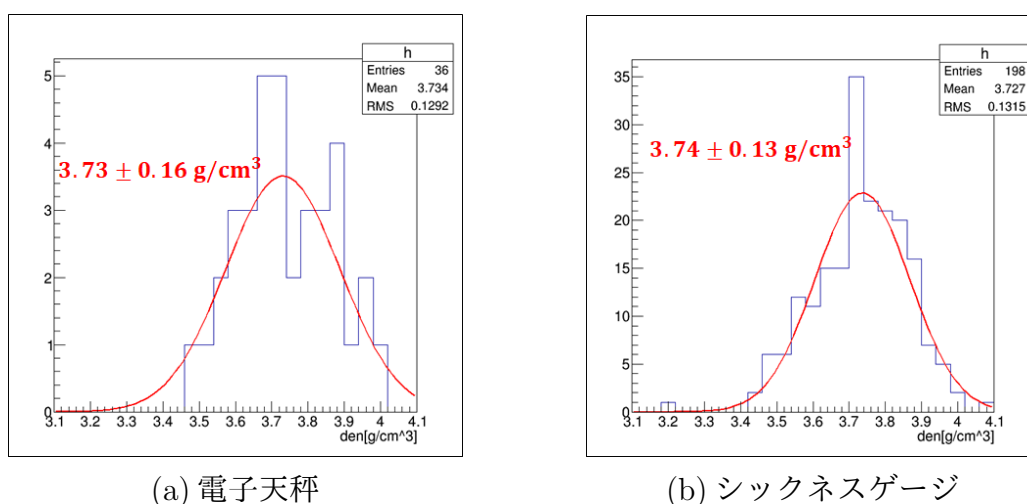 h
Entries 36
Mean 3.734
RMS 0.1292
5
4
3
2
1
0
3.73 ± 0.16 g/cm³
3.1 3.2 3.3 3.4 3.5 3.6 3.7 3.8 3.9 4 4.1
den[g/cm^3]
(a) 電子天秤
h
Entries 198
Mean 3.727
RMS 0.1315
35
30
25
20
15
10
5
0
3.74 ± 0.13 g/cm³
3.1 3.2 3.3 3.4 3.5 3.6 3.7 3.8 3.9 4 4.1
den[g/cm^3]
(b) シックネスゲージ